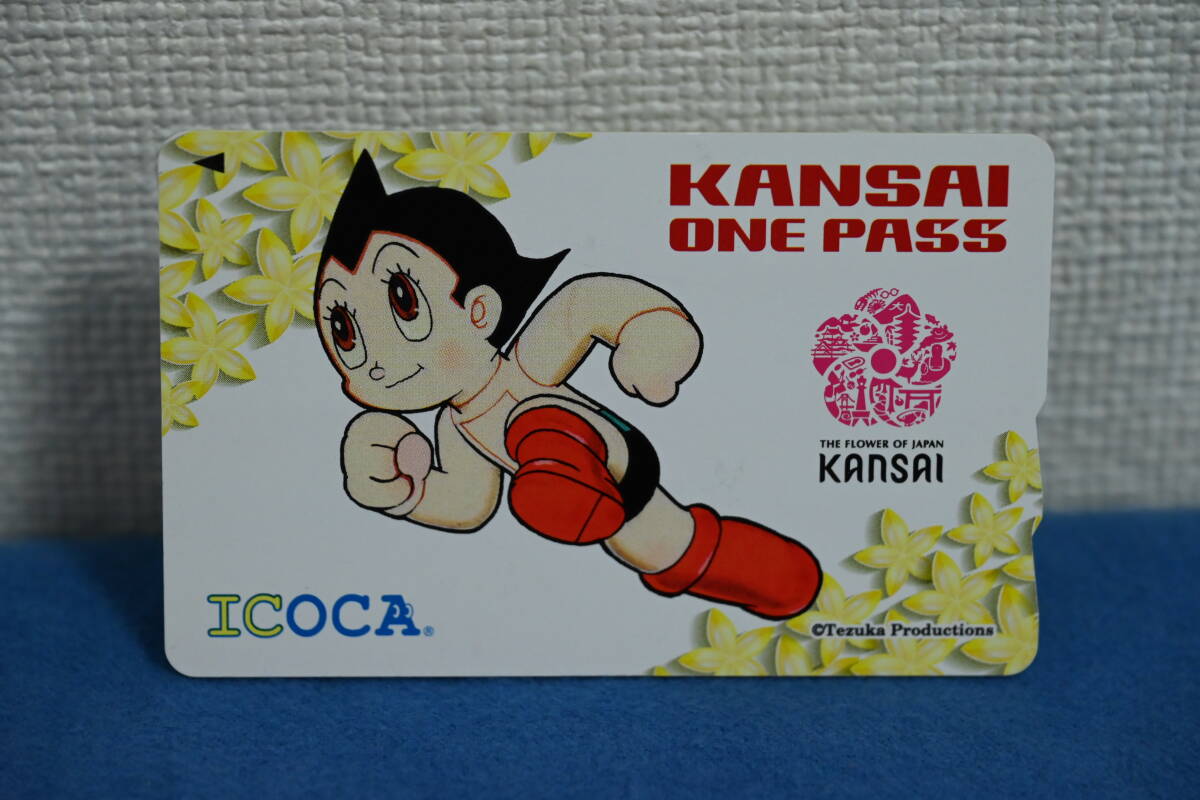 KANSAI
ONE PASS
THE FLOWER OF JAPAN
KANSAI
ICOCA®
©Tezuka Productions